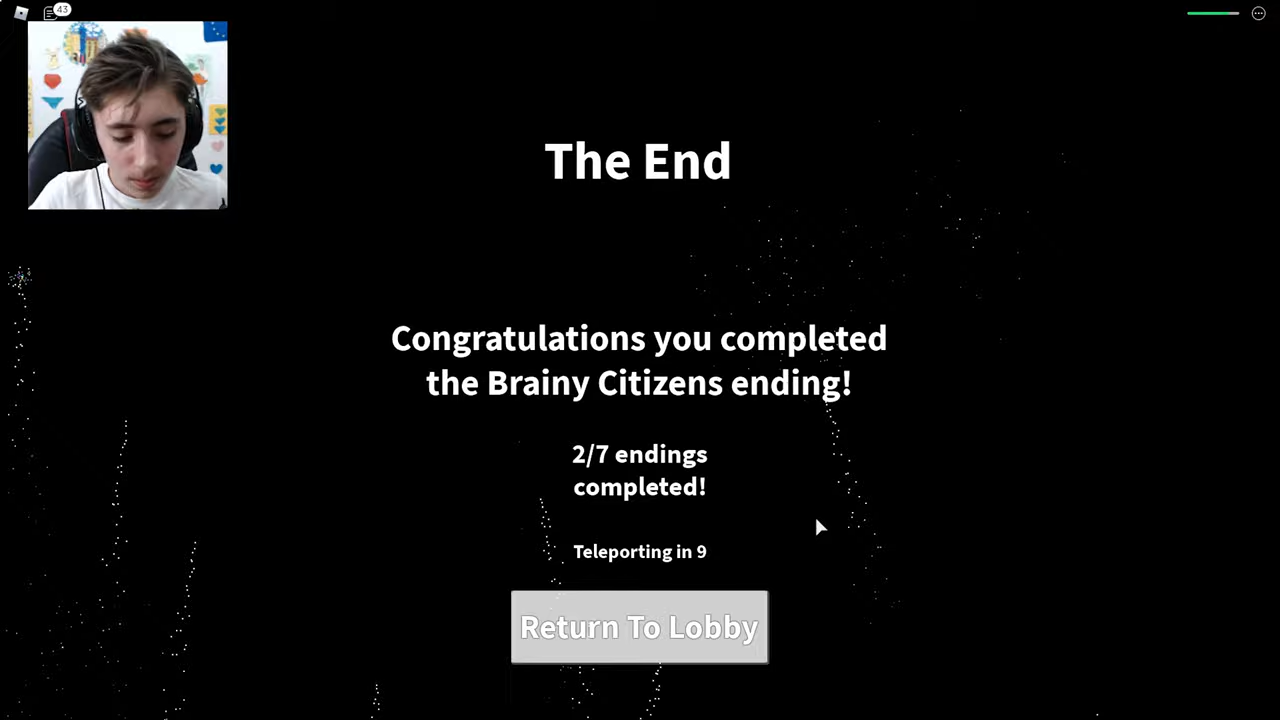 43
The End
Congratulations you completed
the Brainy Citizens ending!
2/7 endings
completed!
Teleporting in 9
Return To Lobby